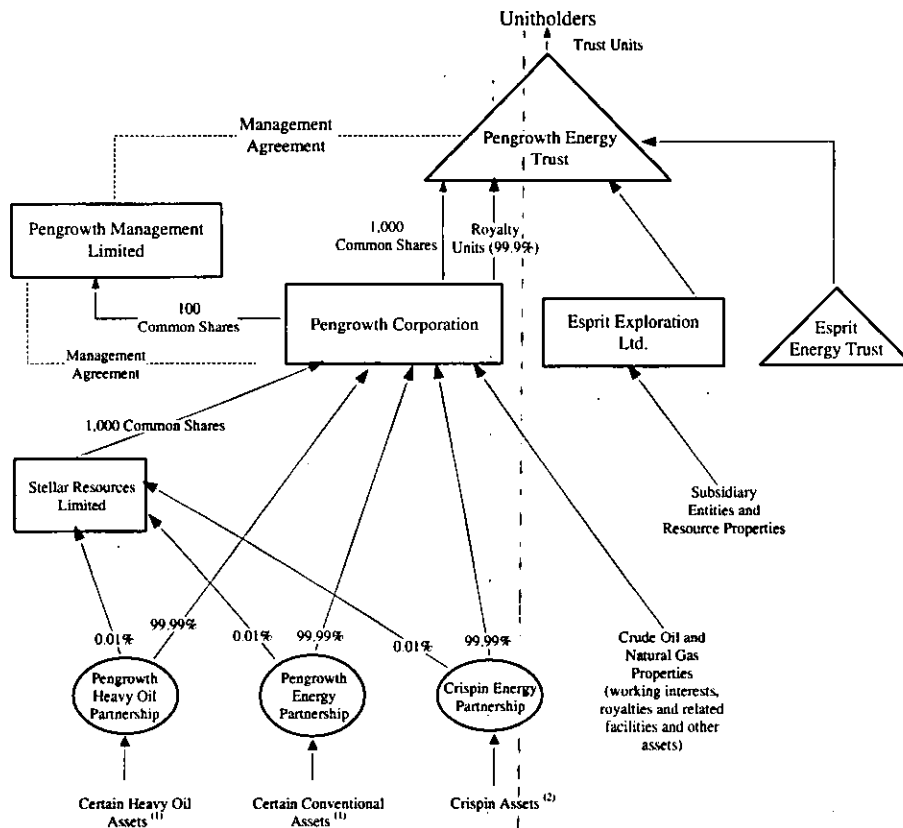 Unitholders
Trust Units
Management
Agreement
Pengrowth Energy
Trust
Pengrowth Management
Limited
1,000
Common Shares
Royalty
Units (99.9%)
100
Common Shares
Pengrowth Corporation
Esprit Exploration
Ltd.
Esprit
Energy Trust
Management
Agreement
1,000 Common Shares
Stellar Resources
Limited
Subsidiary
Entities and
Resource Properties
0.01%
99.99%
0.01%
99.99%
0.01%
99.99%
Pengrowth
Heavy Oil
Partnership
Pengrowth
Energy
Partnership
Crispin Energy
Partnership
Crude Oil and
Natural Gas
Properties
(working interests,
royalties and related
facilities and other
assets)
Certain Heavy Oil
Assets (1)
Certain Conventional
Assets (1)
Crispin Assets (2)